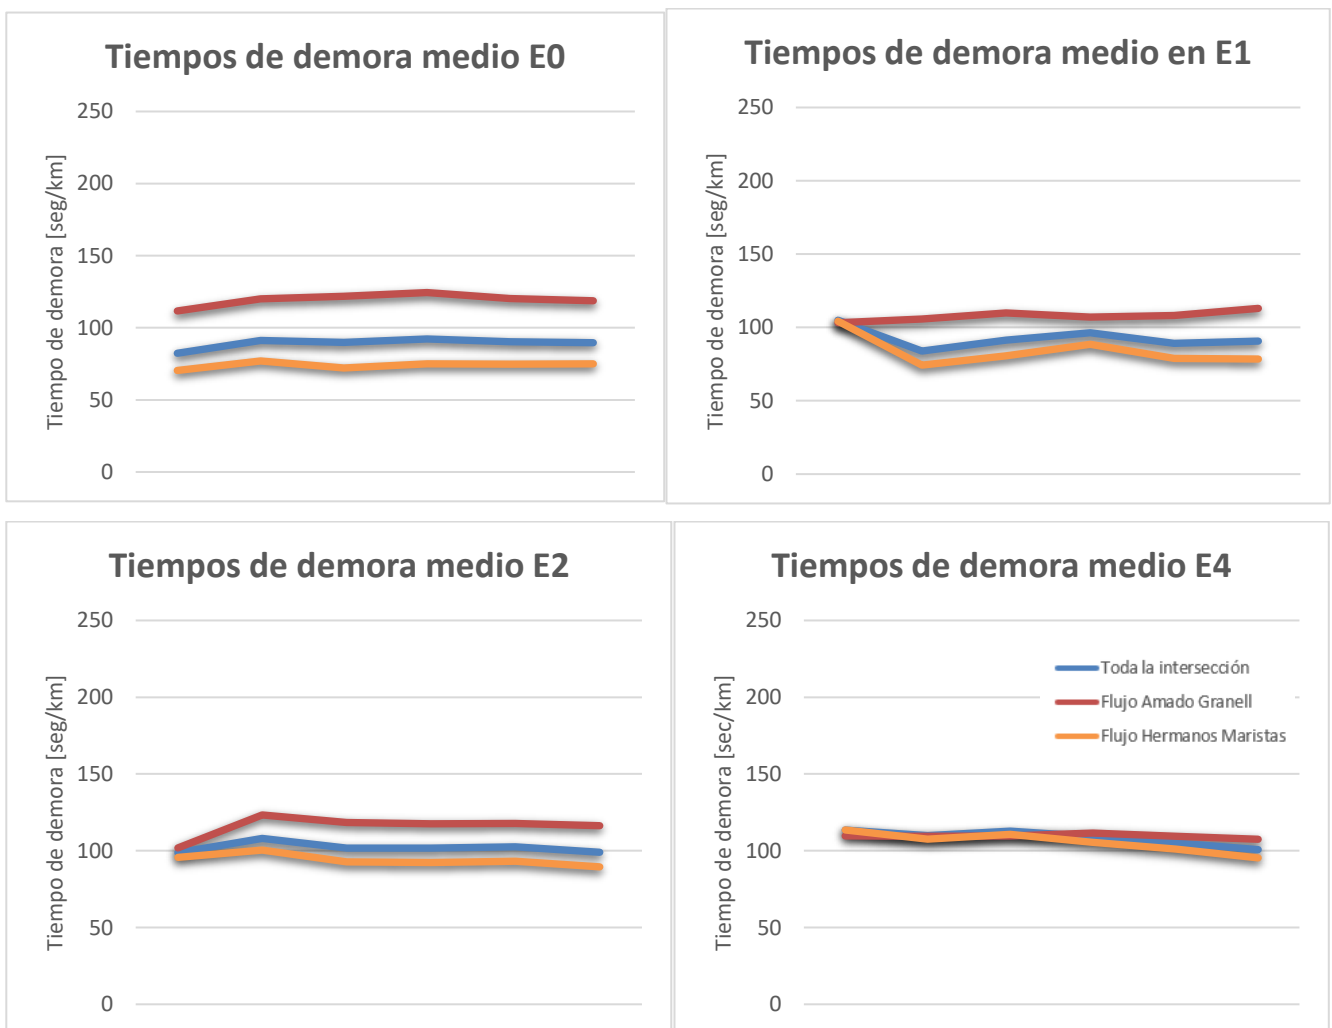 Tiempos de demora medio E0
Tiempo de demora [seg/km]
250
200
150
100
50
0
Tiempos de demora medio en E1
Tiempo de demora [seg/km]
250
200
150
100
50
0
Tiempos de demora medio E2
Tiempo de demora [seg/km]
250
200
150
100
50
0
Tiempos de demora medio E4
Tiempo de demora [sec/km]
250
200
150
100
50
0
Toda la intersección
Flujo Amado Granell
Flujo Hermanos Maristas